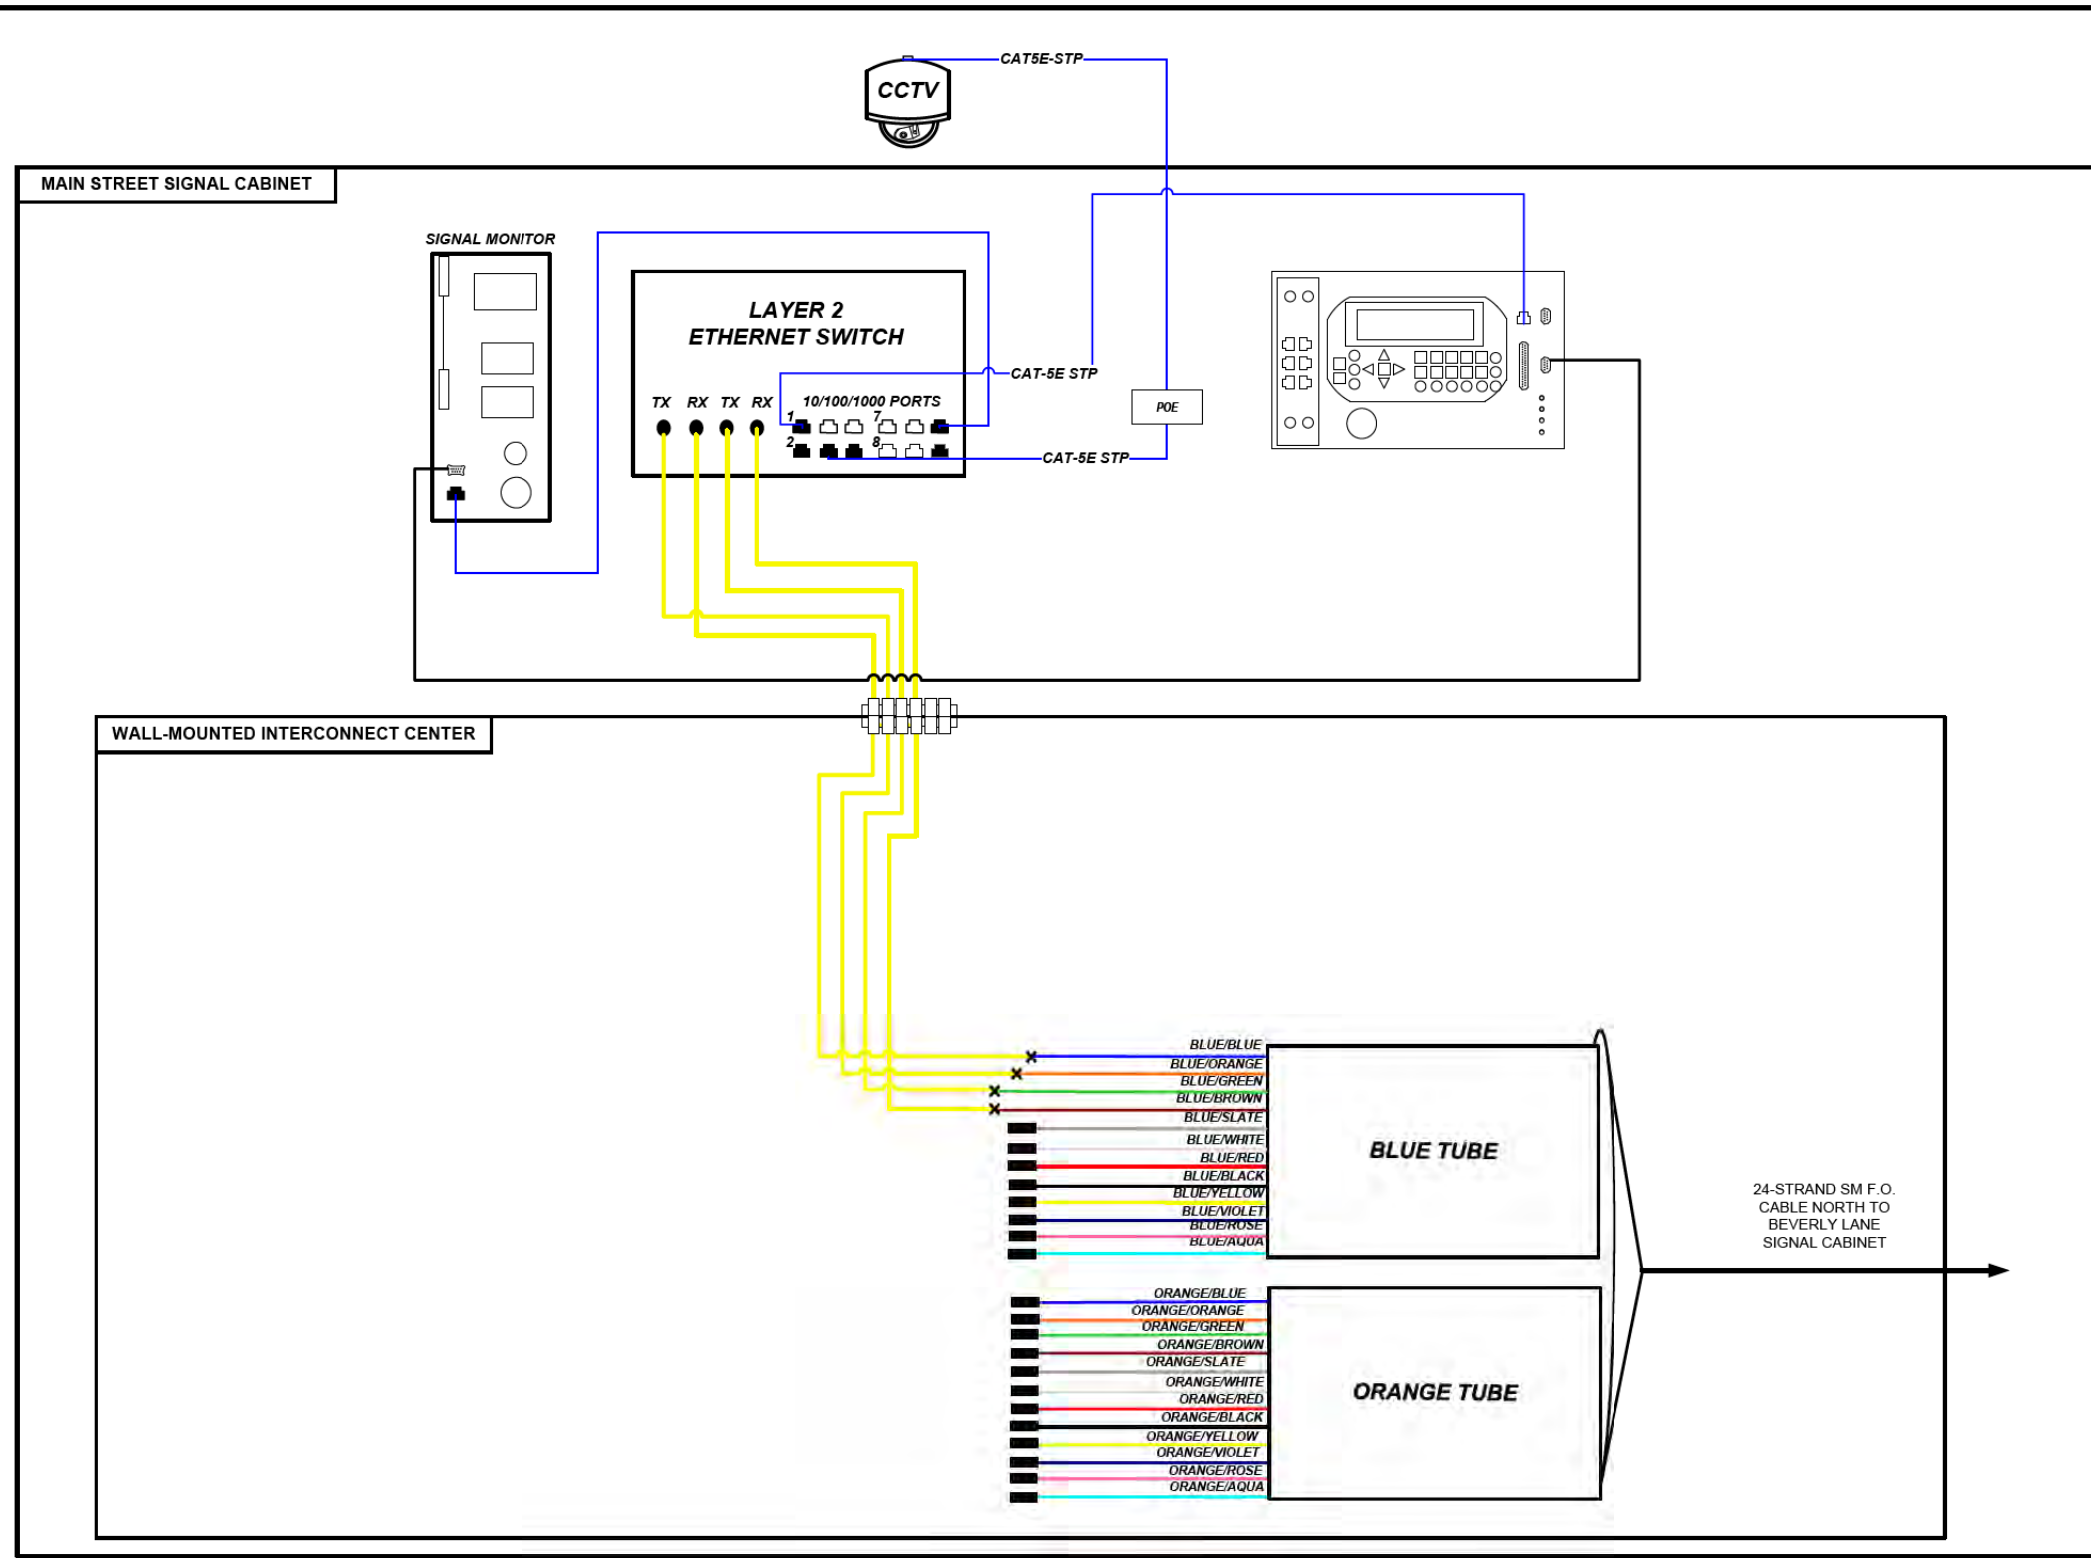 CAT5E-STP
CCTV
MAIN STREET SIGNAL CABINET
SIGNAL MONITOR
LAYER 2
ETHERNET SWITCH
CAT-5E STP
TX RX TX RX
10/100/1000 PORTS
1
7
2
8
POE
CAT-5E STP
WALL-MOUNTED INTERCONNECT CENTER
BLUE/BLUE
BLUE/ORANGE
BLUE/GREEN
BLUE/BROWN
BLUE/SLATE
BLUE/WHITE
BLUE/RED
BLUE/BLACK
BLUE/YELLOW
BLUE/VIOLET
BLUE/ROSE
BLUE/AQUA
BLUE TUBE
24-STRAND SM F.O.
CABLE NORTH TO
BEVERLY LANE
SIGNAL CABINET
ORANGE/BLUE
ORANGE/ORANGE
ORANGE/GREEN
ORANGE/BROWN
ORANGE/SLATE
ORANGE/WHITE
ORANGE/RED
ORANGE/BLACK
ORANGE/YELLOW
ORANGE/VIOLET
ORANGE/ROSE
ORANGE/AQUA
ORANGE TUBE